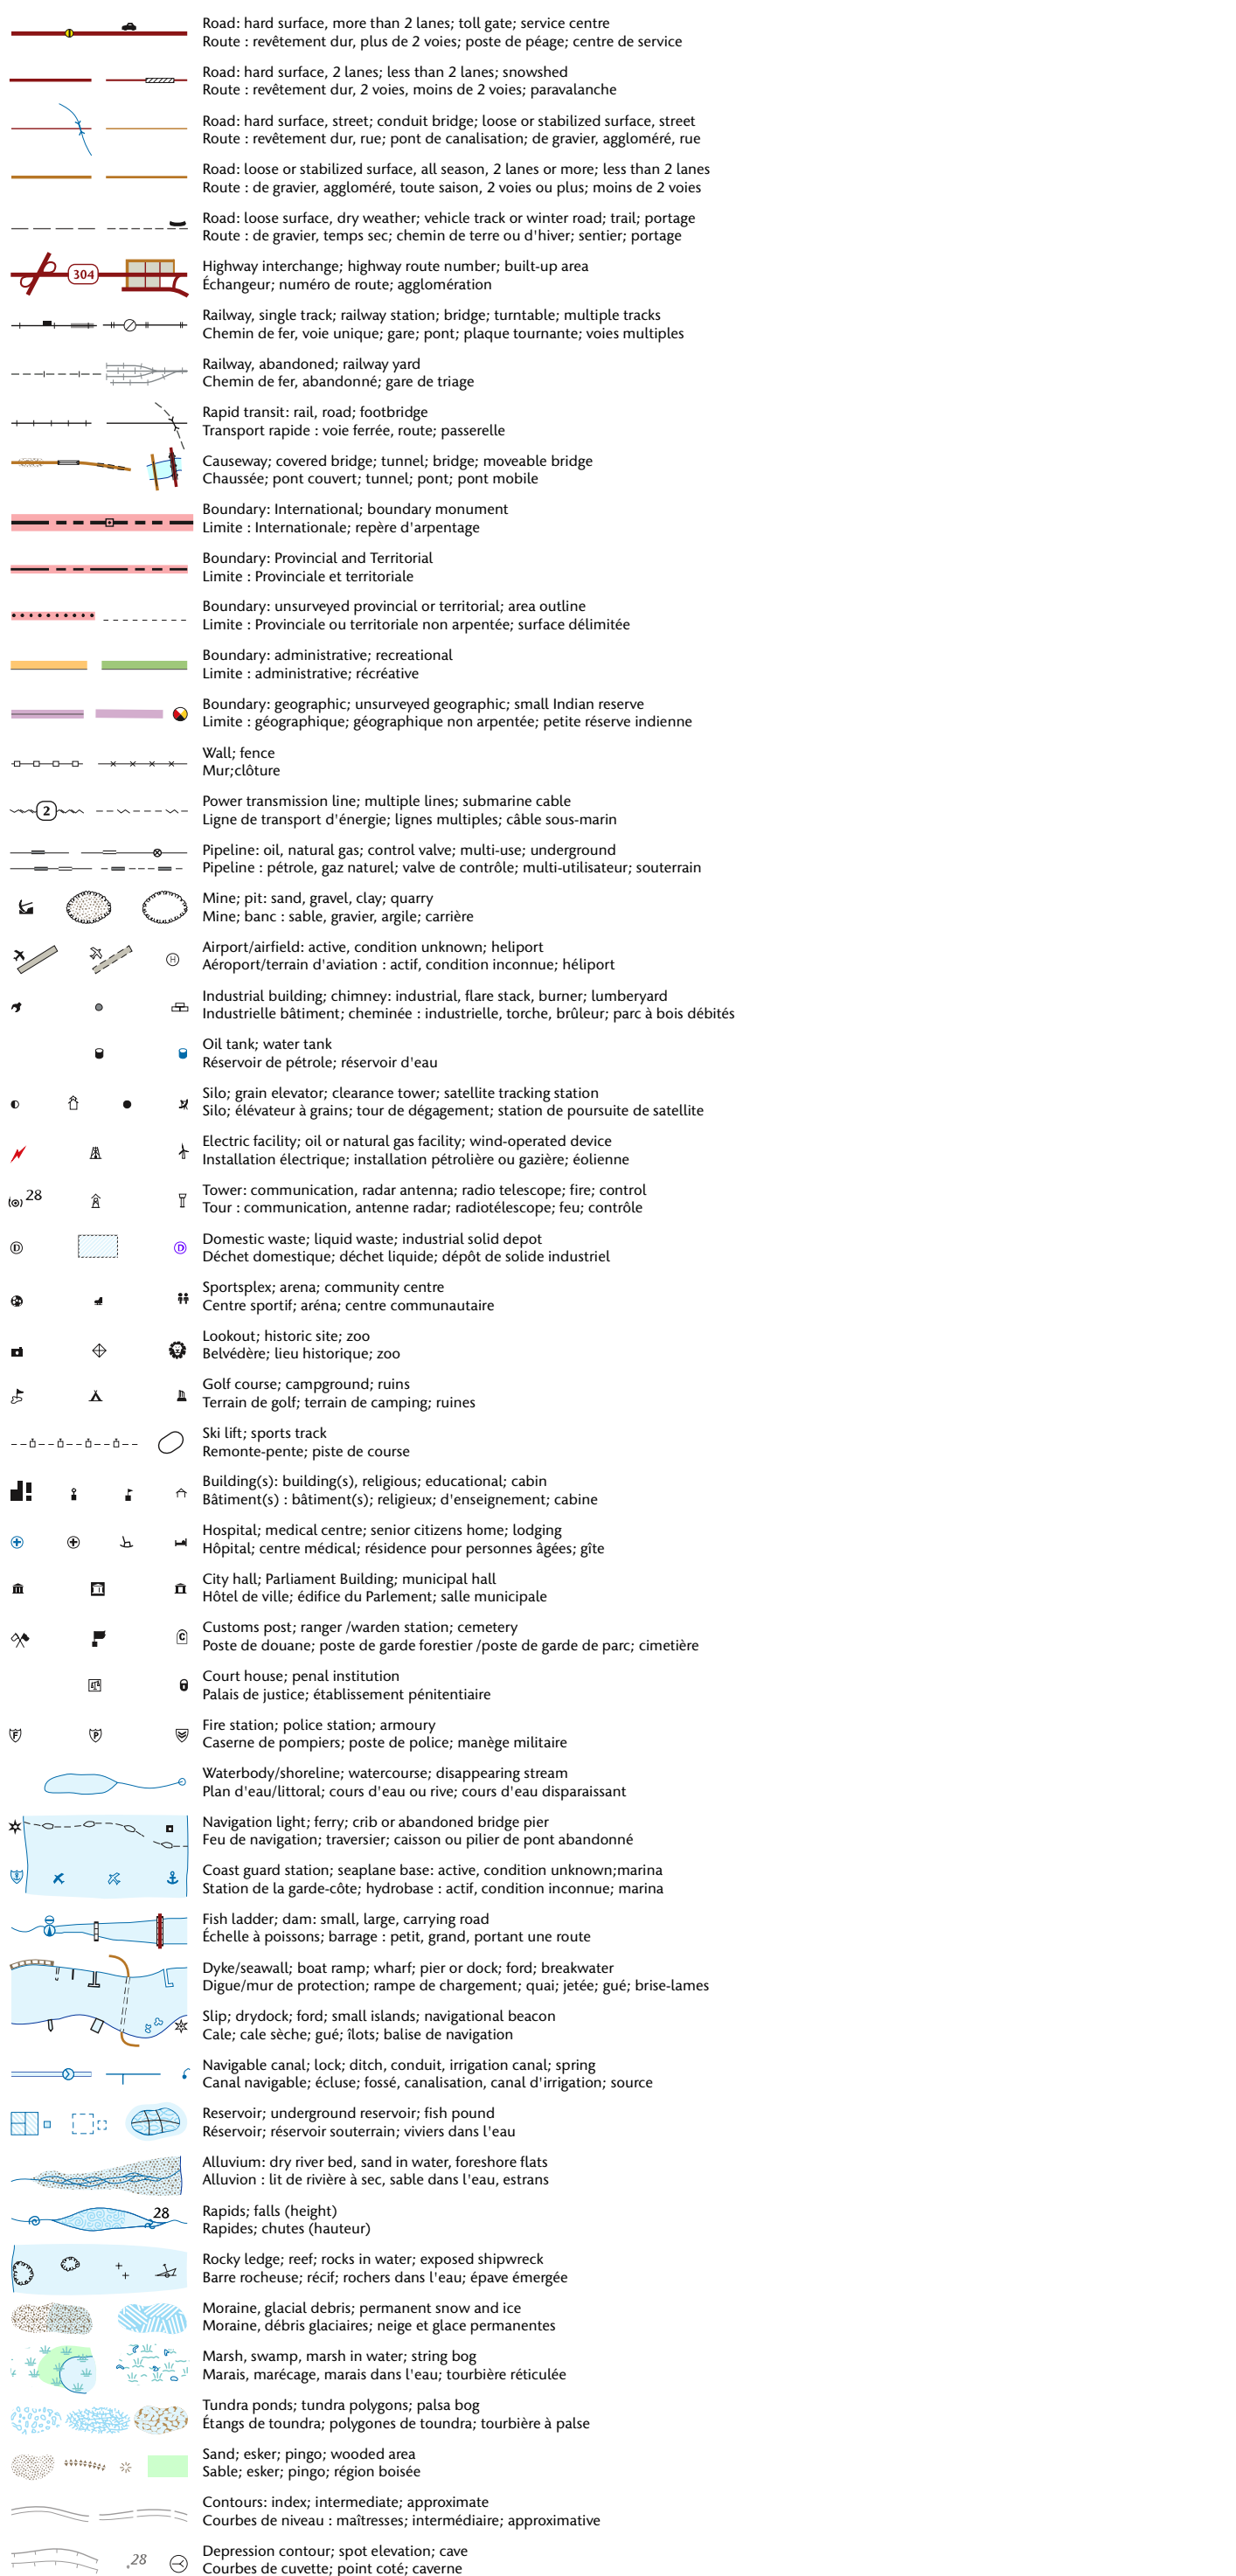 Road: hard surface, more than 2 lanes; toll gate; service centre
Route : revêtement dur, plus de 2 voies; poste de péage; centre de service
Road: hard surface, 2 lanes; less than 2 lanes; snowshed
Route : revêtement dur, 2 voies, moins de 2 voies; paravalanche
Road: hard surface, street; conduit bridge; loose or stabilized surface, street
Route : revêtement dur, rue; pont de canalisation; de gravier, aggloméré, rue
Road: loose or stabilized surface, all season, 2 lanes or more; less than 2 lanes
Route : de gravier, aggloméré, toute saison, 2 voies ou plus; moins de 2 voies
Road: loose surface, dry weather; vehicle track or winter road; trail; portage
Route : de gravier, temps sec; chemin de terre ou d'hiver; sentier; portage
304
Highway interchange; highway route number; built-up area
Échangeur; numéro de route; agglomération
Railway, single track; railway station; bridge; turntable; multiple tracks
Chemin de fer, voie unique; gare; pont; plaque tournante; voies multiples
Railway, abandoned; railway yard
Chemin de fer, abandonné; gare de triage
Rapid transit: rail, road; footbridge
Transport rapide : voie ferrée, route; passerelle
Causeway; covered bridge; tunnel; bridge; moveable bridge
Chaussée; pont couvert; tunnel; pont; pont mobile
Boundary: International; boundary monument
Limite : Internationale; repère d'arpentage
Boundary: Provincial and Territorial
Limite : Provinciale et territoriale
Boundary: unsurveyed provincial or territorial; area outline
Limite : Provinciale ou territoriale non arpentée; surface délimitée
Boundary: administrative; recreational
Limite : administrative; récréative
Boundary: geographic; unsurveyed geographic; small Indian reserve
Limite : géographique; géographique non arpentée; petite réserve indienne
Wall; fence
Mur;clôture
2
Power transmission line; multiple lines; submarine cable
Ligne de transport d'énergie; lignes multiples; câble sous-marin
Pipeline: oil, natural gas; control valve; multi-use; underground
Pipeline : pétrole, gaz naturel; valve de contrôle; multi-utilisateur; souterrain
Mine; pit: sand, gravel, clay; quarry
Mine; banc : sable, gravier, argile; carrière
H
Airport/airfield: active, condition unknown; heliport
Aéroport/terrain d'aviation : actif, condition inconnue; héliport
Industrial building; chimney: industrial, flare stack, burner; lumberyard
Industrielle bâtiment; cheminée : industrielle, torche, brûleur; parc à bois débités
Oil tank; water tank
Réservoir de pétrole; réservoir d'eau
Silo; grain elevator; clearance tower; satellite tracking station
Silo; élévateur à grains; tour de dégagement; station de poursuite de satellite
Electric facility; oil or natural gas facility; wind-operated device
Installation électrique; installation pétrolière ou gazière; éolienne
28
Tower: communication, radar antenna; radio telescope; fire; control
Tour : communication, antenne radar; radiotélescope; feu; contrôle
D D
Domestic waste; liquid waste; industrial solid depot
Déchet domestique; déchet liquide; dépôt de solide industriel
Sportsplex; arena; community centre
Centre sportif; aréna; centre communautaire
Lookout; historic site; zoo
Belvédère; lieu historique; zoo
Golf course; campground; ruins
Terrain de golf; terrain de camping; ruines
Ski lift; sports track
Remonte-pente; piste de course
Building(s): building(s), religious; educational; cabin
Bâtiment(s) : bâtiment(s); religieux; d'enseignement; cabine
Hospital; medical centre; senior citizens home; lodging
Hôpital; centre médical; résidence pour personnes âgées; gîte
City hall; Parliament Building; municipal hall
Hôtel de ville; édifice du Parlement; salle municipale
C
Customs post; ranger /warden station; cemetery
Poste de douane; poste de garde forestier /poste de garde de parc; cimetière
Court house; penal institution
Palais de justice; établissement pénitentiaire
F P
Fire station; police station; armoury
Caserne de pompiers; poste de police; manège militaire
Waterbody/shoreline; watercourse; disappearing stream
Plan d'eau/littoral; cours d'eau ou rive; cours d'eau disparaissant
Navigation light; ferry; crib or abandoned bridge pier
Feu de navigation; traversier; caisson ou pilier de pont abandonné
Coast guard station; seaplane base: active, condition unknown;marina
Station de la garde-côte; hydrobase : actif, condition inconnue; marina
Fish ladder; dam: small, large, carrying road
Échelle à poissons; barrage : petit, grand, portant une route
Dyke/seawall; boat ramp; wharf; pier or dock; ford; breakwater
Digue/mur de protection; rampe de chargement; quai; jetée; gué; brise-lames
Slip; drydock; ford; small islands; navigational beacon
Cale; cale sèche; gué; îlots; balise de navigation
Navigable canal; lock; ditch, conduit, irrigation canal; spring
Canal navigable; écluse; fossé, canalisation, canal d'irrigation; source
Reservoir; underground reservoir; fish pound
Réservoir; réservoir souterrain; viviers dans l'eau
Alluvium: dry river bed, sand in water, foreshore flats
Alluvion : lit de rivière à sec, sable dans l'eau, estrans
28
Rapids; falls (height)
Rapides; chutes (hauteur)
Rocky ledge; reef; rocks in water; exposed shipwreck
Barre rocheuse; récif; rochers dans l'eau; épave émergée
Moraine, glacial debris; permanent snow and ice
Moraine, débris glaciaires; neige et glace permanentes
Marsh, swamp, marsh in water; string bog
Marais, marécage, marais dans l'eau; tourbière réticulée
Tundra ponds; tundra polygons; palsa bog
Étangs de toundra; polygones de toundra; tourbière à palse
Sand; esker; pingo; wooded area
Sable; esker; pingo; région boisée
Contours: index; intermediate; approximate
Courbes de niveau : maîtresses; intermédiaire; approximative
28
Depression contour; spot elevation; cave
Courbes de cuvette; point coté; caverne